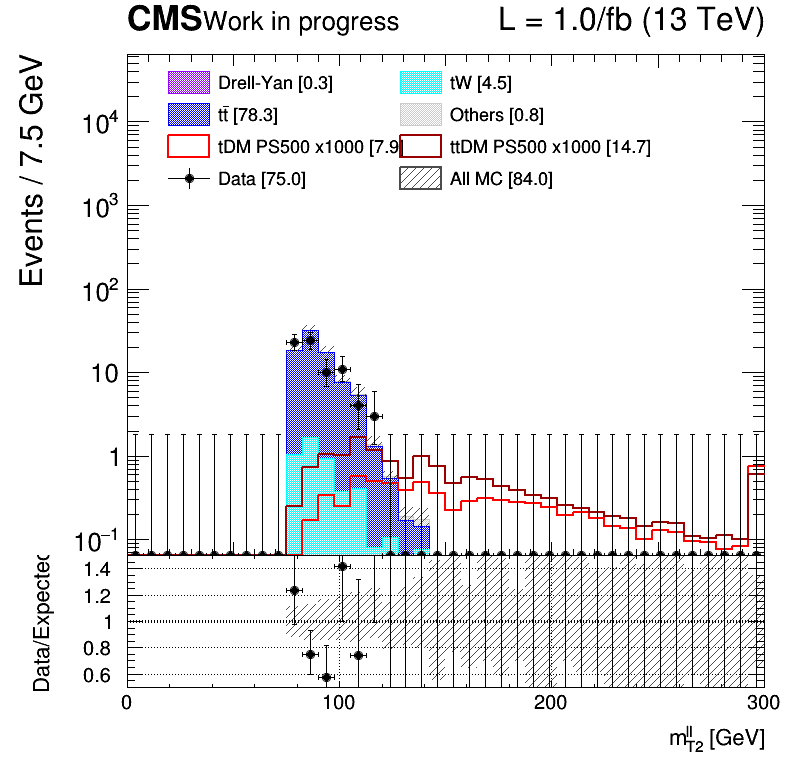 CMS Work in progress L = 1.0/fb (13 TeV)
Events / 7.5 GeV
Drell-Yan [0.3] tW [4.5]
tt̄ [78.3] Others [0.8]
tDM PS500 x1000 [7.9 ttDM PS500 x1000 [14.7]
Data [75.0] All MC [84.0]
10⁴
10³
10²
10
1
10⁻¹
Data/Expected
1.4
1.2
1
0.8
0.6
0 100 200 300
m_{T2}^{ll} [GeV]